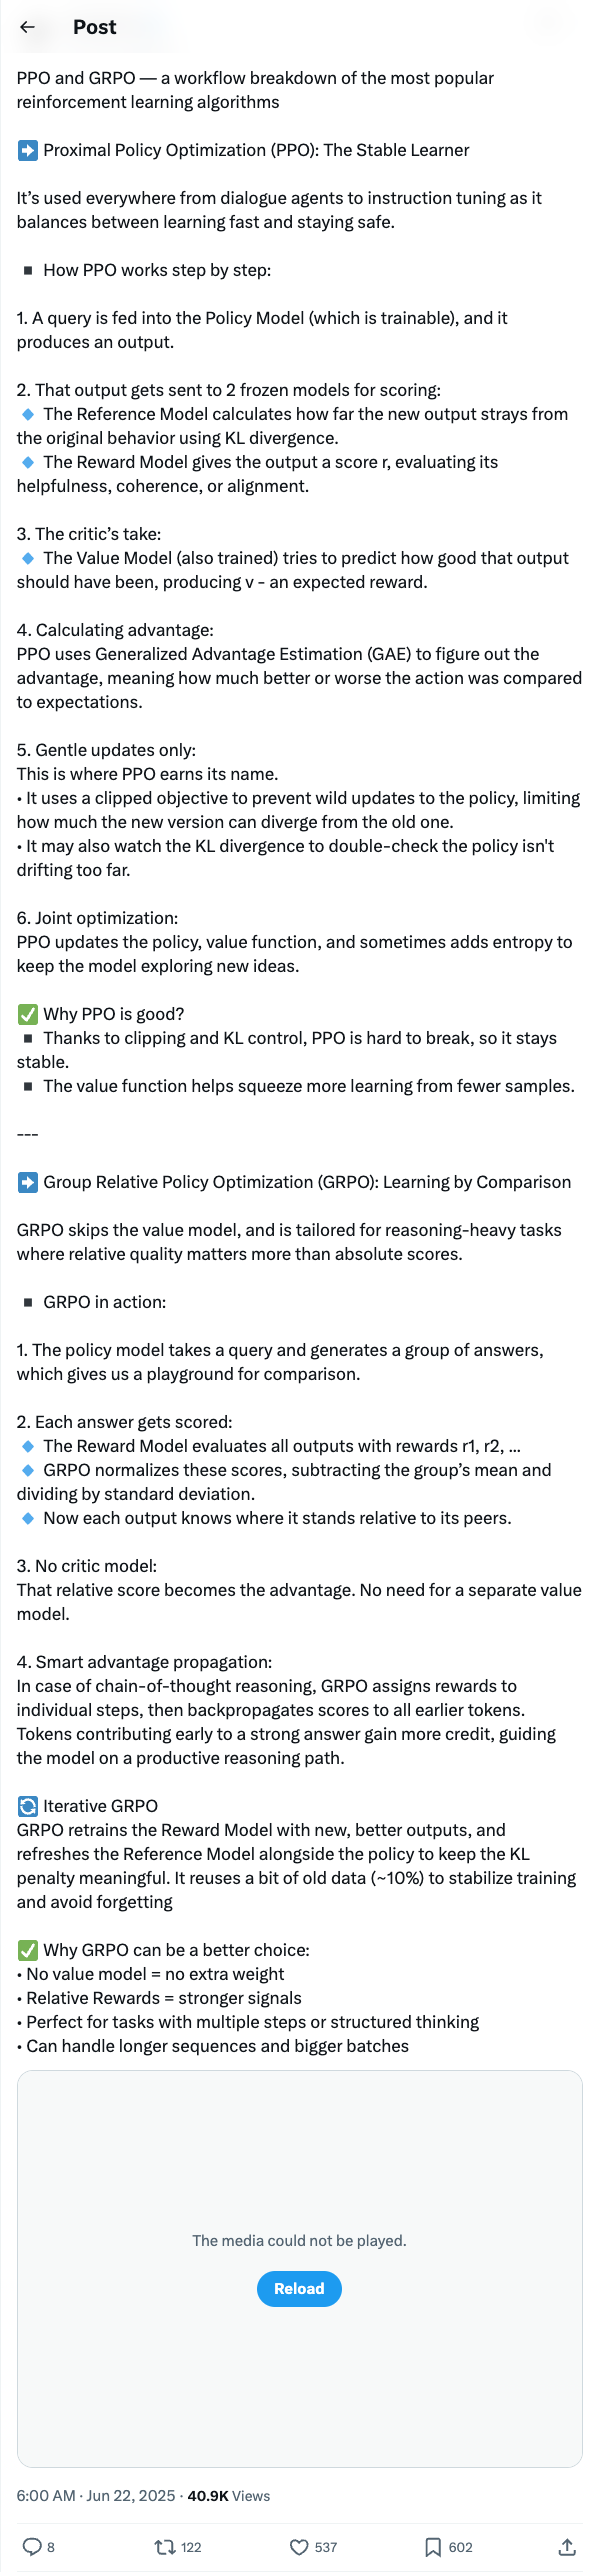 Post
PPO and GRPO — a workflow breakdown of the most popular
reinforcement learning algorithms
➡️ Proximal Policy Optimization (PPO): The Stable Learner
It’s used everywhere from dialogue agents to instruction tuning as it
balances between learning fast and staying safe.
▪️ How PPO works step by step:
1. A query is fed into the Policy Model (which is trainable), and it
produces an output.
2. That output gets sent to 2 frozen models for scoring:
🔹 The Reference Model calculates how far the new output strays from
the original behavior using KL divergence.
🔹 The Reward Model gives the output a score r, evaluating its
helpfulness, coherence, or alignment.
3. The critic’s take:
🔹 The Value Model (also trained) tries to predict how good that output
should have been, producing v - an expected reward.
4. Calculating advantage:
PPO uses Generalized Advantage Estimation (GAE) to figure out the
advantage, meaning how much better or worse the action was compared
to expectations.
5. Gentle updates only:
This is where PPO earns its name.
• It uses a clipped objective to prevent wild updates to the policy, limiting
how much the new version can diverge from the old one.
• It may also watch the KL divergence to double-check the policy isn't
drifting too far.
6. Joint optimization:
PPO updates the policy, value function, and sometimes adds entropy to
keep the model exploring new ideas.
✅ Why PPO is good?
▪️ Thanks to clipping and KL control, PPO is hard to break, so it stays
stable.
▪️ The value function helps squeeze more learning from fewer samples.
---
➡️ Group Relative Policy Optimization (GRPO): Learning by Comparison
GRPO skips the value model, and is tailored for reasoning-heavy tasks
where relative quality matters more than absolute scores.
▪️ GRPO in action:
1. The policy model takes a query and generates a group of answers,
which gives us a playground for comparison.
2. Each answer gets scored:
🔹 The Reward Model evaluates all outputs with rewards r1, r2, ...
🔹 GRPO normalizes these scores, subtracting the group’s mean and
dividing by standard deviation.
🔹 Now each output knows where it stands relative to its peers.
3. No critic model:
That relative score becomes the advantage. No need for a separate value
model.
4. Smart advantage propagation:
In case of chain-of-thought reasoning, GRPO assigns rewards to
individual steps, then backpropagates scores to all earlier tokens.
Tokens contributing early to a strong answer gain more credit, guiding
the model on a productive reasoning path.
🔄 Iterative GRPO
GRPO retrains the Reward Model with new, better outputs, and
refreshes the Reference Model alongside the policy to keep the KL
penalty meaningful. It reuses a bit of old data (~10%) to stabilize training
and avoid forgetting
✅ Why GRPO can be a better choice:
• No value model = no extra weight
• Relative Rewards = stronger signals
• Perfect for tasks with multiple steps or structured thinking
• Can handle longer sequences and bigger batches
The media could not be played.
Reload
6:00 AM · Jun 22, 2025 · 40.9K Views
8 122 537 602